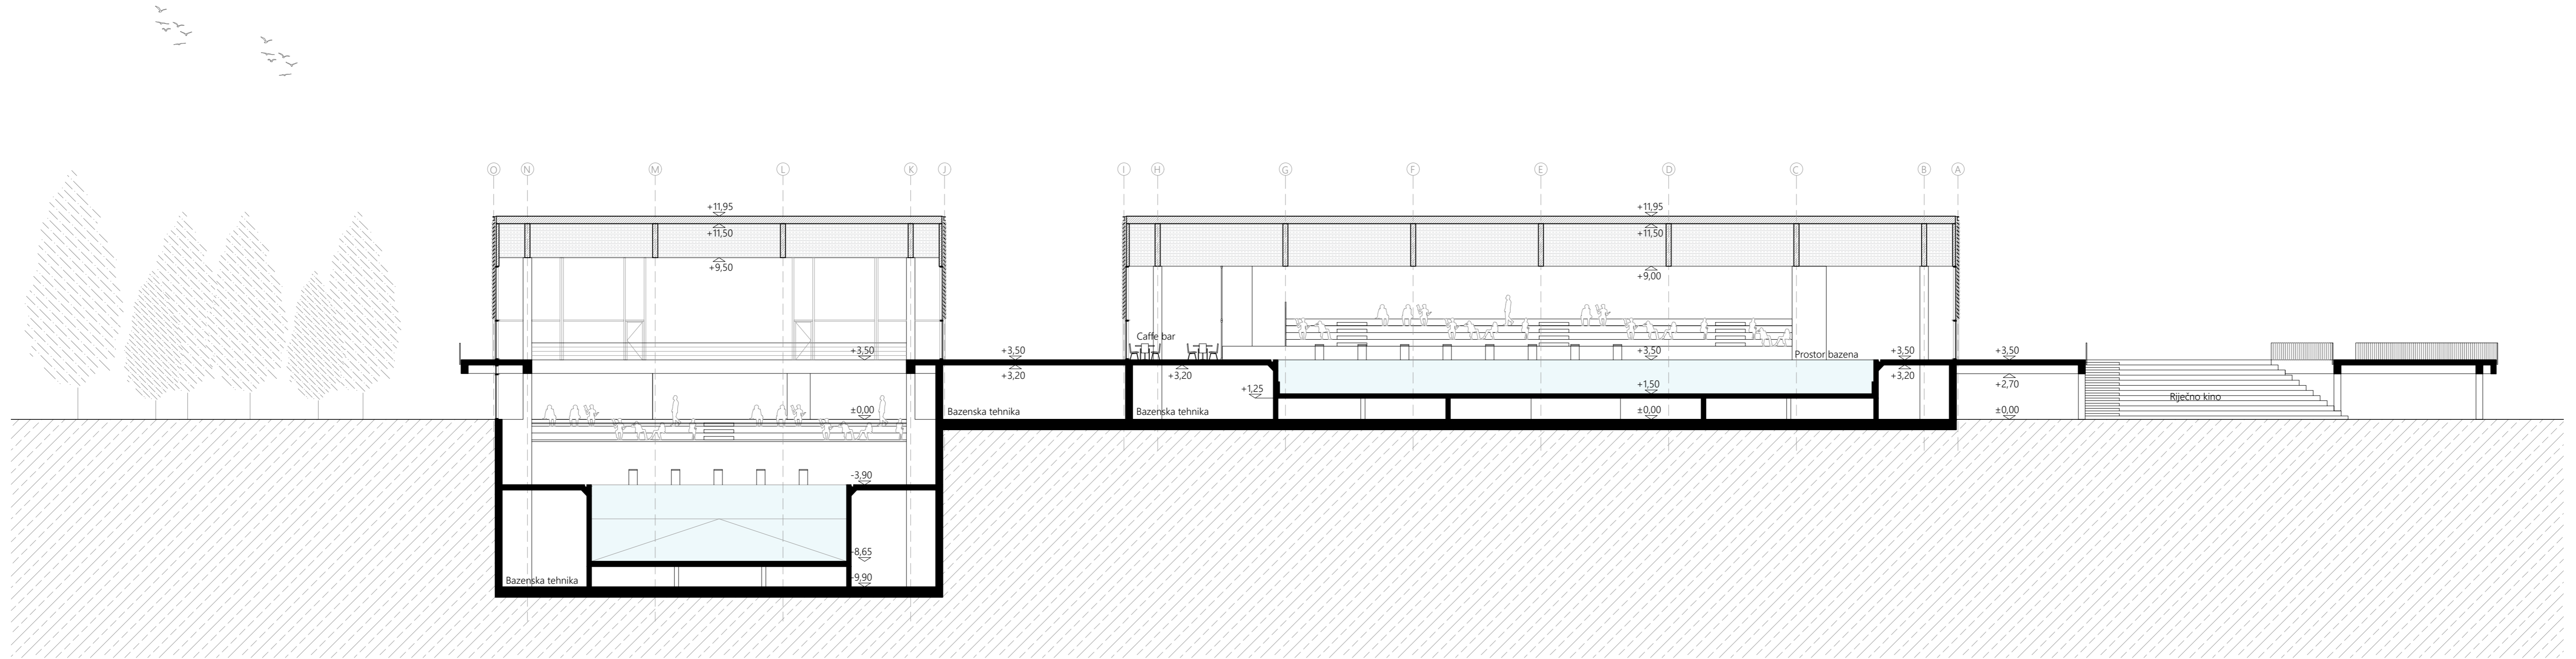 O N M L K J I H G F E D C B A
+11,95 +11,95
+11,50 +11,50
+9,50 +9,00
Caffe bar
+3,50 +3,50 +3,50 Prostor bazena +3,50 +3,50
+3,20 +3,20 +3,20
+1,25 +1,50 +2,70
Riječno kino
±0,00 Bazenska tehnika Bazenska tehnika ±0,00 ±0,00
-3,90
-8,65
Bazenska tehnika -9,90